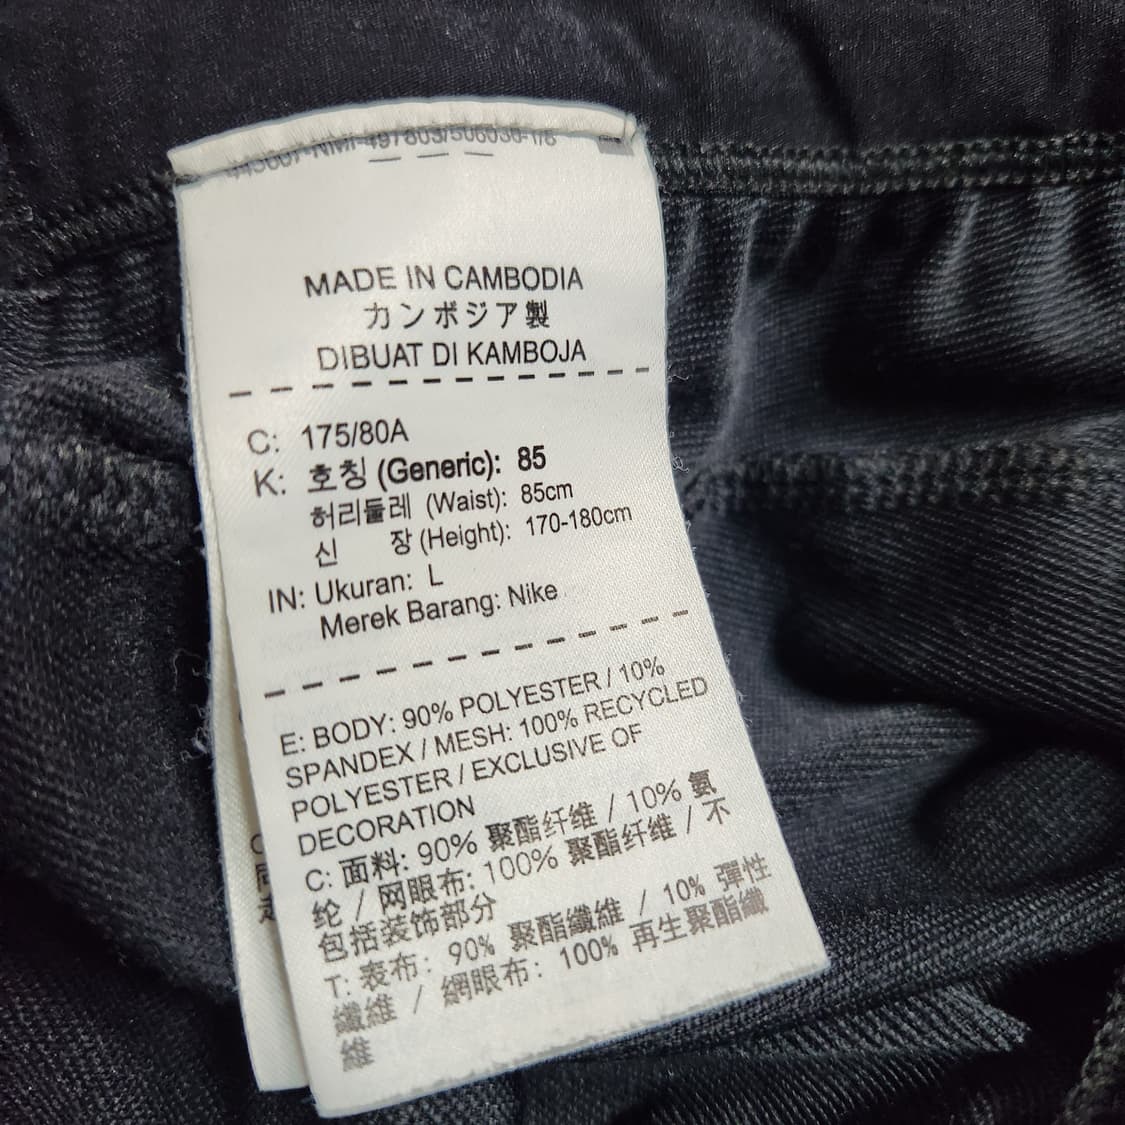 MADE IN CAMBODIA
カンボジア製
DIBUAT DI KAMBOJA
C: 175/80A
K: 호칭 (Generic): 85
허리둘레 (Waist): 85cm
신 장 (Height): 170-180cm
IN: Ukuran: L
Merek Barang: Nike
E: BODY: 90% POLYESTER / 10%
SPANDEX / MESH: 100% RECYCLED
POLYESTER / EXCLUSIVE OF
DECORATION
C: 面料: 90% 聚酯纤维 / 10% 氨
纶 / 网眼布: 100% 聚酯纤维 / 不
包括装饰部分
T: 表布: 90% 聚酯纖維 / 10% 彈性
纖維 / 網眼布: 100% 再生聚酯纖
維